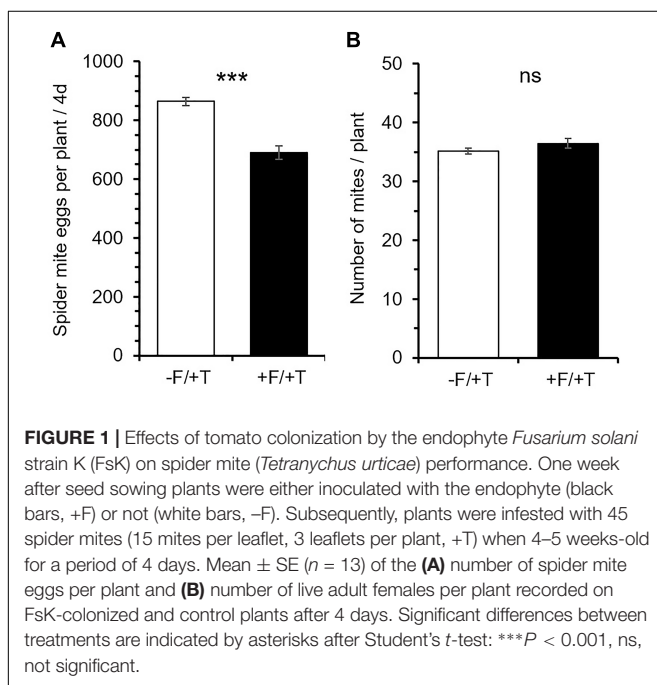 A
B
Spider mite eggs per plant / 4d
1000
800
600
400
200
0
***
-F/+T
+F/+T
Number of mites / plant
50
40
30
20
10
0
ns
-F/+T
+F/+T
FIGURE 1 | Effects of tomato colonization by the endophyte Fusarium solani
strain K (FsK) on spider mite (Tetranychus urticae) performance. One week
after seed sowing plants were either inoculated with the endophyte (black
bars, +F) or not (white bars, –F). Subsequently, plants were infested with 45
spider mites (15 mites per leaflet, 3 leaflets per plant, +T) when 4–5 weeks-old
for a period of 4 days. Mean ± SE (n = 13) of the (A) number of spider mite
eggs per plant and (B) number of live adult females per plant recorded on
FsK-colonized and control plants after 4 days. Significant differences between
treatments are indicated by asterisks after Student's t-test: ***P < 0.001, ns,
not significant.